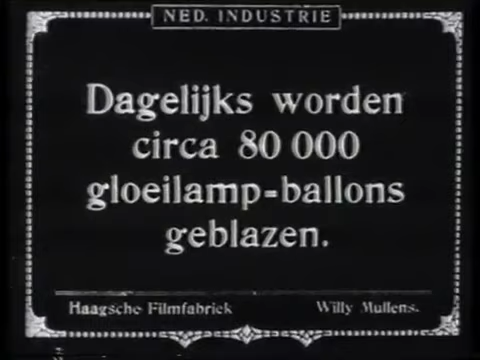 NED. INDUSTRIE
Dagelijks worden
circa 80 000
gloeilamp=ballons
geblazen.
Haagsche Filmfabriek Willy Mullens.